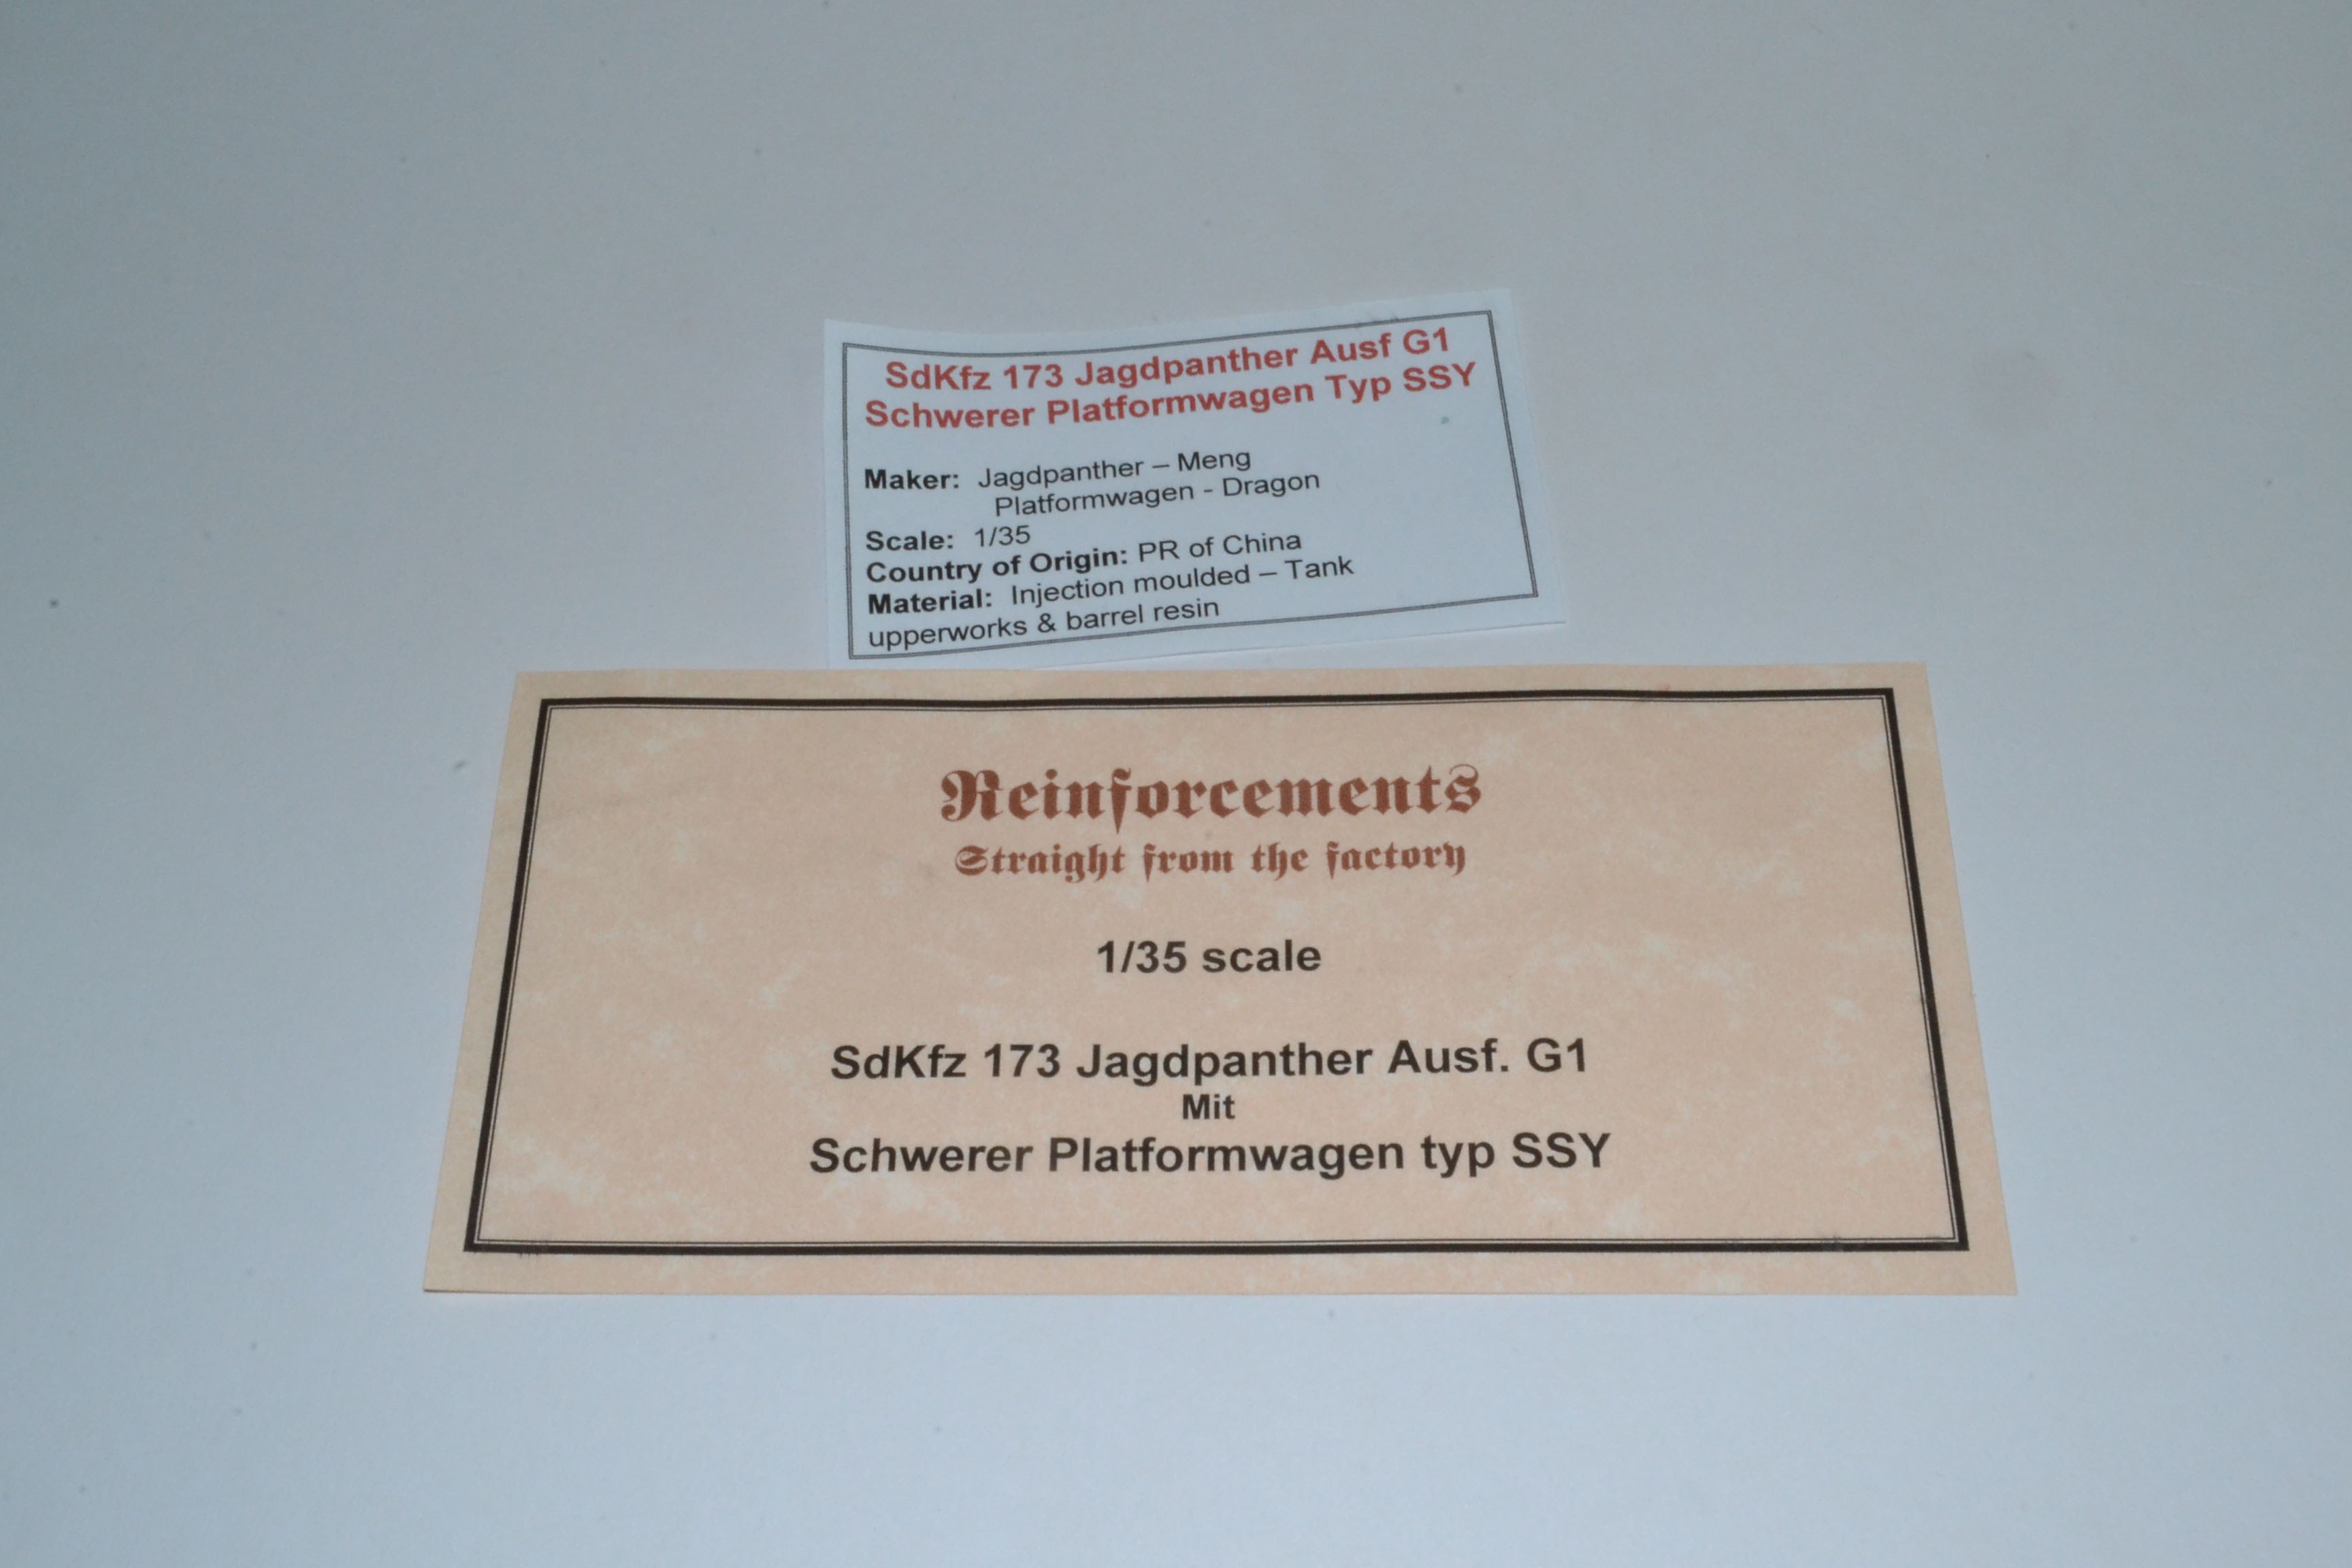 SdKfz 173 Jagdpanther Ausf G1
Schwerer Platformwagen Typ SSY
Maker: Jagdpanther – Meng
Platformwagen - Dragon
Scale: 1/35
Country of Origin: PR of China
Material: Injection moulded – Tank
upperworks & barrel resin
Reinforcements
Straight from the factory
1/35 scale
SdKfz 173 Jagdpanther Ausf. G1
Mit
Schwerer Platformwagen typ SSY